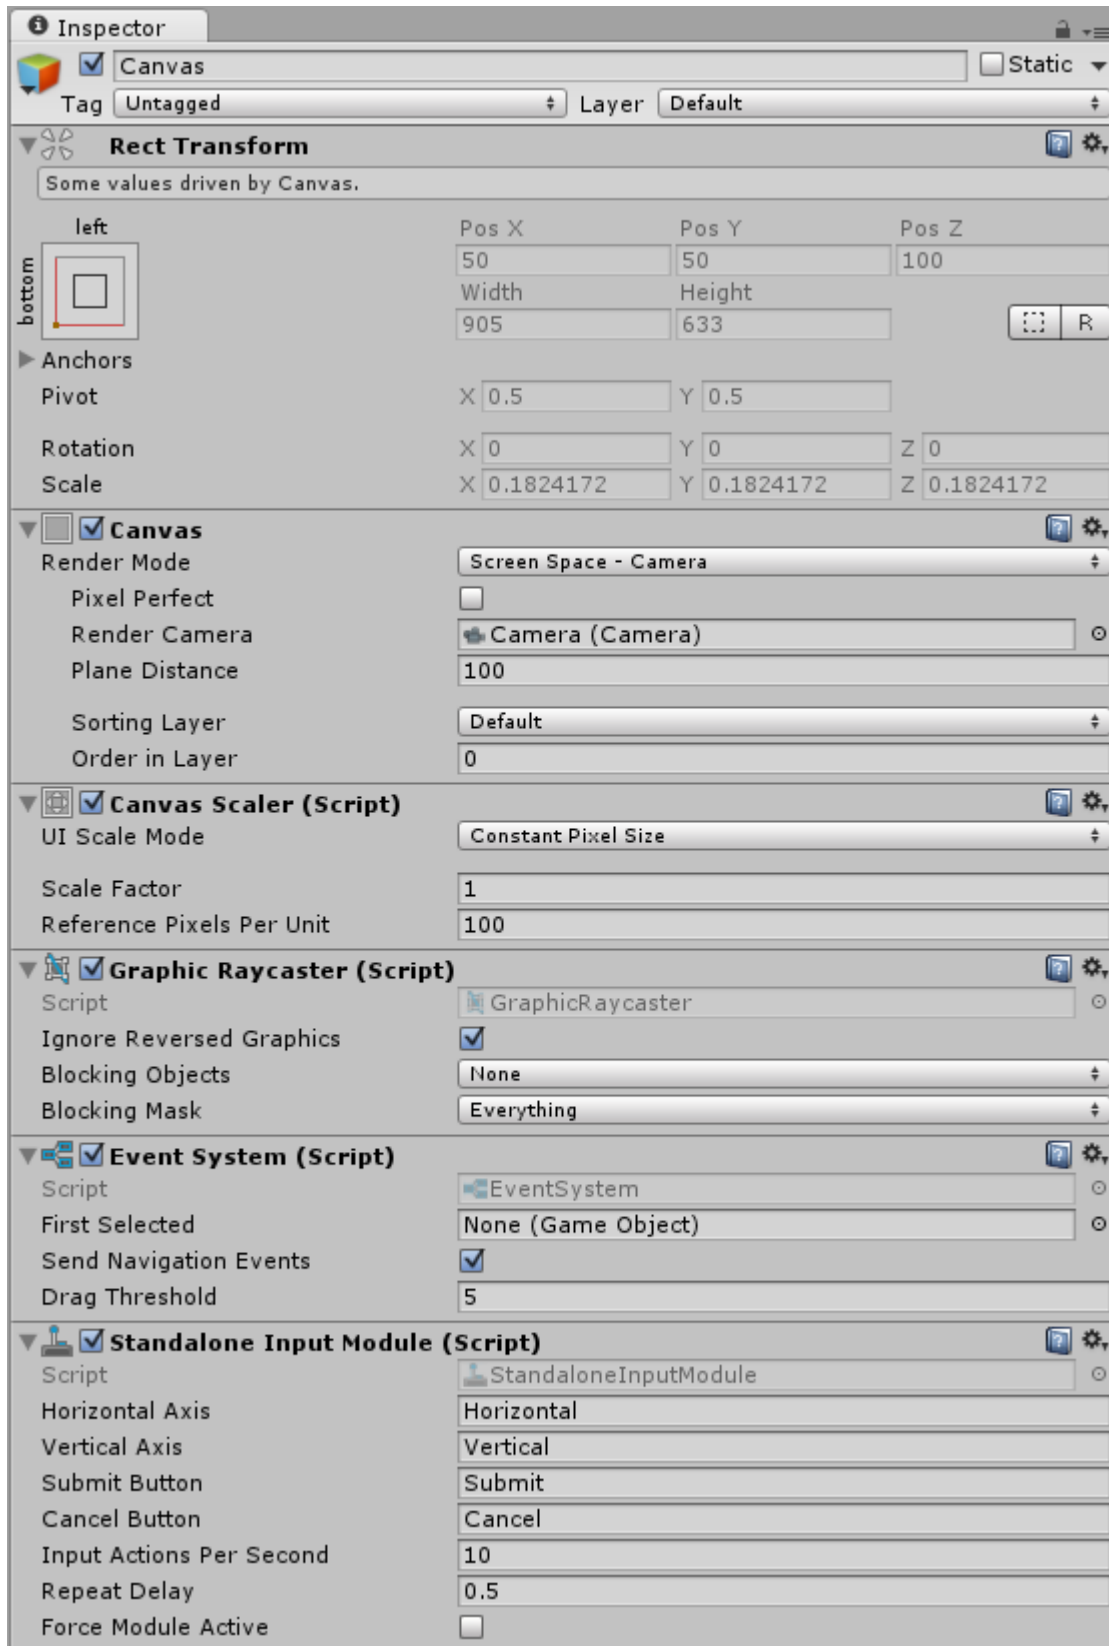 Inspector
Canvas Static
Tag Untagged Layer Default
Rect Transform
Some values driven by Canvas.
left Pos X Pos Y Pos Z
bottom 50 50 100
Width Height
905 633 R
Anchors
Pivot X 0.5 Y 0.5
Rotation X 0 Y 0 Z 0
Scale X 0.1824172 Y 0.1824172 Z 0.1824172
Canvas
Render Mode Screen Space - Camera
Pixel Perfect
Render Camera Camera (Camera)
Plane Distance 100
Sorting Layer Default
Order in Layer 0
Canvas Scaler (Script)
UI Scale Mode Constant Pixel Size
Scale Factor 1
Reference Pixels Per Unit 100
Graphic Raycaster (Script)
Script GraphicRaycaster
Ignore Reversed Graphics
Blocking Objects None
Blocking Mask Everything
Event System (Script)
Script EventSystem
First Selected None (Game Object)
Send Navigation Events
Drag Threshold 5
Standalone Input Module (Script)
Script StandaloneInputModule
Horizontal Axis Horizontal
Vertical Axis Vertical
Submit Button Submit
Cancel Button Cancel
Input Actions Per Second 10
Repeat Delay 0.5
Force Module Active